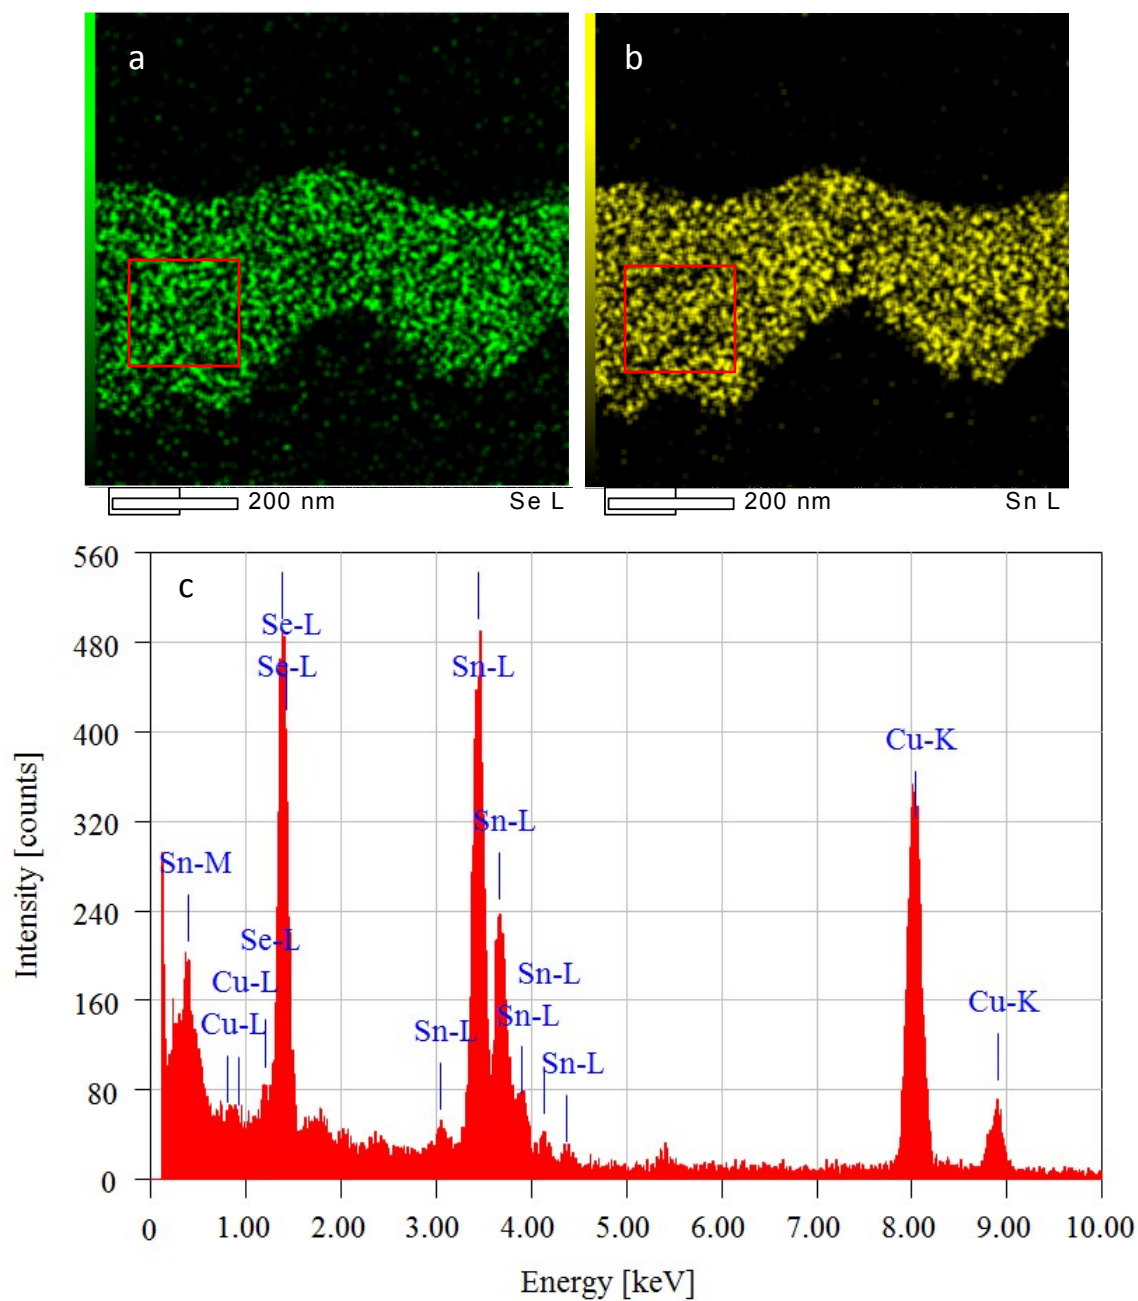 a
b
200 nm
Se L
200 nm
Sn L
c
560
480
400
320
240
160
80
0
Intensity [counts]
Se-L
Se-L
Sn-L
Cu-K
Sn-L
Sn-M
Se-L
Cu-L
Cu-L
Sn-L
Sn-L
Sn-L
Sn-L
Cu-K
0 1.00 2.00 3.00 4.00 5.00 6.00 7.00 8.00 9.00 10.00
Energy [keV]